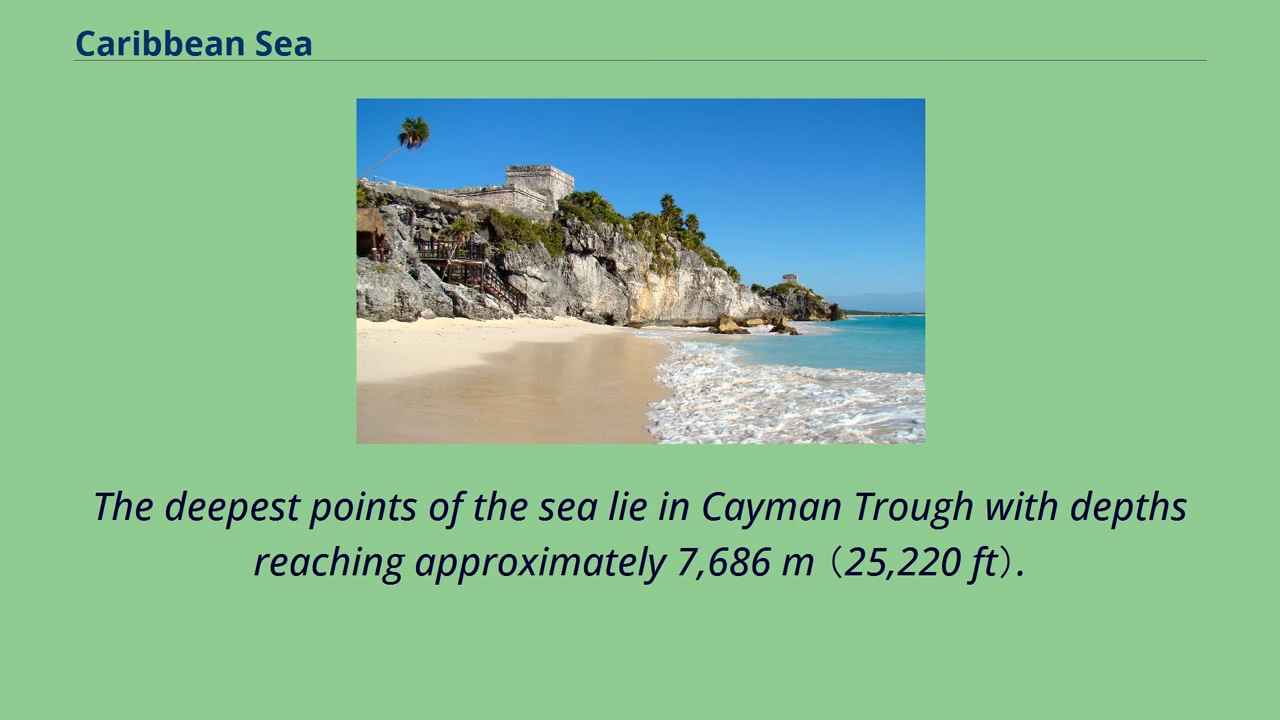 Caribbean Sea
The deepest points of the sea lie in Cayman Trough with depths
reaching approximately 7,686 m（25,220 ft）.